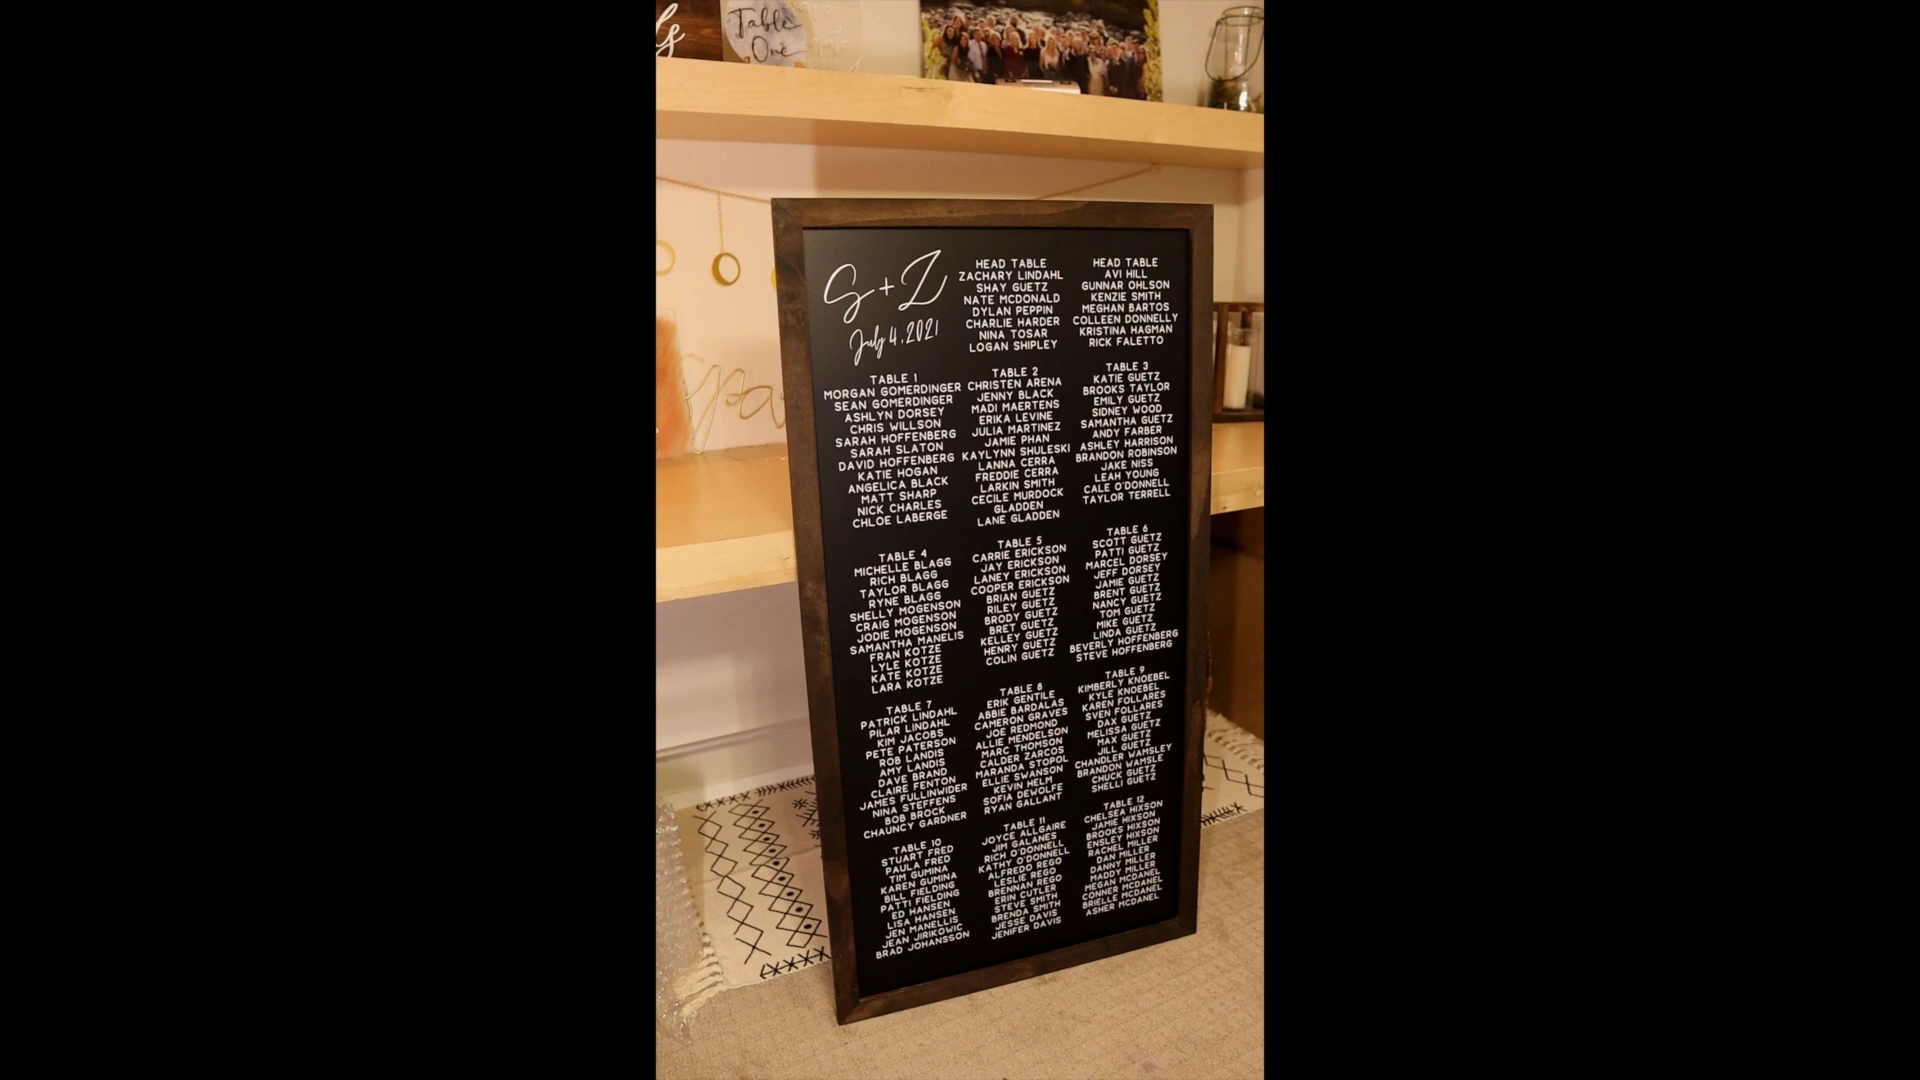 Table
One
S + Z
July 4, 2021
HEAD TABLE
ZACHARY LINDAHL
SHAY GUETZ
NATE MCDONALD
DYLAN PEPPIN
CHARLIE HARDER
NINA TOSAR
LOGAN SHIPLEY
HEAD TABLE
AVI HILL
GUNNAR OHLSON
KENZIE SMITH
MEGHAN BARTOS
COLLEEN DONNELLY
KRISTINA HAGMAN
RICK FALETTO
TABLE 1
MORGAN GOMERDINGER
SEAN GOMERDINGER
ASHLYN DORSEY
CHRIS WILLSON
SARAH HOFFENBERG
SARAH SLATON
DAVID HOFFENBERG
KATIE HOGAN
ANGELICA BLACK
MATT SHARP
NICK CHARLES
CHLOE LABERGE
TABLE 2
CHRISTEN ARENA
JENNY BLACK
MADI MAERTENS
ERIKA LEVINE
JULIA MARTINEZ
JAMIE PHAN
KAYLYNN SHULESKI
LANNA CERRA
FREDDIE CERRA
LARKIN SMITH
CECILE MURDOCK
GLADDEN
LANE GLADDEN
TABLE 3
KATIE GUETZ
BROOKS TAYLOR
EMILY GUETZ
SIDNEY WOOD
SAMANTHA GUETZ
ANDY FARBER
ASHLEY HARRISON
BRANDON ROBINSON
JAKE NISS
LEAH YOUNG
CALE O'DONNELL
TAYLOR TERRELL
TABLE 4
MICHELLE BLAGG
RICH BLAGG
TAYLOR BLAGG
RYNE BLAGG
SHELLY MOGENSON
CRAIG MOGENSON
JODIE MOGENSON
SAMANTHA MANELIS
FRAN KOTZE
LYLE KOTZE
KATE KOTZE
LARA KOTZE
TABLE 5
CARRIE ERICKSON
JAY ERICKSON
LANEY ERICKSON
COOPER ERICKSON
BRIAN GUETZ
RILEY GUETZ
BRODY GUETZ
BRET GUETZ
KELLEY GUETZ
HENRY GUETZ
COLIN GUETZ
TABLE 6
SCOTT GUETZ
PATTI GUETZ
MARCEL DORSEY
JEFF DORSEY
JAMIE GUETZ
BRENT GUETZ
NANCY GUETZ
TOM GUETZ
MIKE GUETZ
LINDA GUETZ
BEVERLY HOFFENBERG
STEVE HOFFENBERG
TABLE 7
PATRICK LINDAHL
PILAR LINDAHL
KIM JACOBS
PETE PATERSON
ROB LANDIS
AMY LANDIS
DAVE BRAND
CLAIRE FENTON
JAMES FULLINWIDER
NINA STEFFENS
BOB BROCK
CHAUNCY GARDNER
TABLE 8
ERIK GENTILE
ABBIE BARDALAS
CAMERON GRAVES
JOE REDMOND
ALLIE MENDELSON
MARC THOMSON
CALDER ZARCOS
MARANDA STOPOL
ELLIE SWANSON
KEVIN HELM
SOFIA DEWOLFE
RYAN GALLANT
TABLE 9
KIMBERLY KNOEBEL
KYLE KNOEBEL
KAREN FOLLARES
SVEN FOLLARES
DAX GUETZ
MELISSA GUETZ
MAX GUETZ
JILL GUETZ
CHANDLER WAMSLEY
BRANDON WAMSLE
CHUCK GUETZ
SHELLI GUETZ
TABLE 10
STUART FRED
PAULA FRED
TIM GUMINA
KAREN GUMINA
BILL FIELDING
PATTI FIELDING
ED HANSEN
LISA HANSEN
JEN MANELLIS
JEAN JIRIKOWIC
BRAD JOHANSSON
TABLE 11
JOYCE ALLGAIRE
JIM GALANES
RICH O'DONNELL
KATHY O'DONNELL
ALFREDO REGO
LESLIE REGO
BRENNAN REGO
ERIN CUTLER
STEVE SMITH
BRENDA SMITH
JESSE DAVIS
JENIFER DAVIS
TABLE 12
CHELSEA HIXSON
JAMIE HIXSON
BROOKS HIXSON
ENSLEY HIXSON
RACHEL MILLER
DAN MILLER
DANNY MILLER
MADDY MILLER
MEGAN MCDANEL
CONNER MCDANEL
BRIELLE MCDANEL
ASHER MCDANEL